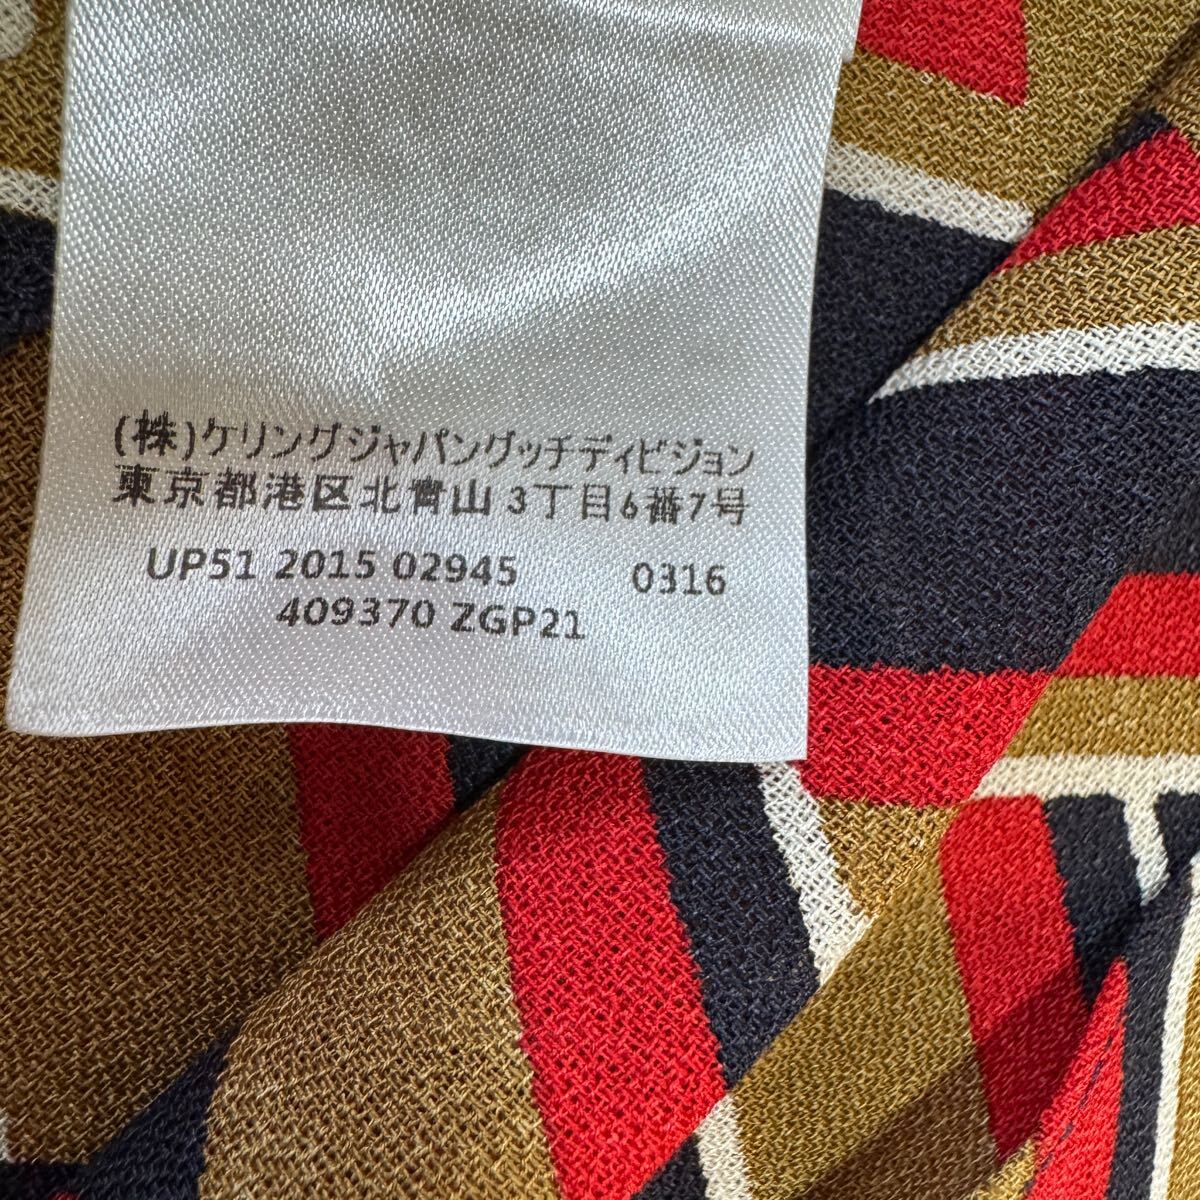 (株)ケリングジャパングッチディビジョン
東京都港区北青山3丁目6番7号
UP51 2015 02945 0316
409370 ZGP21